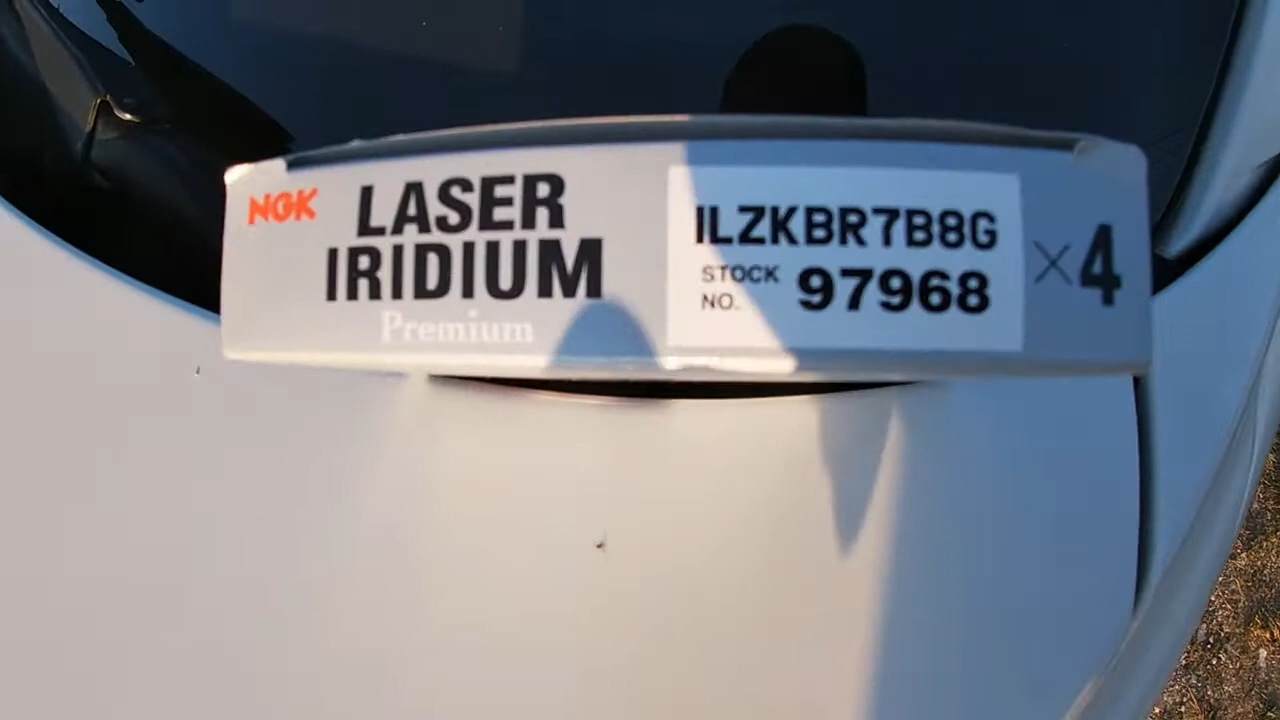 NGK
LASER
IRIDIUM
Premium
ILZKBR7B8G
STOCK
NO. 97968
×4